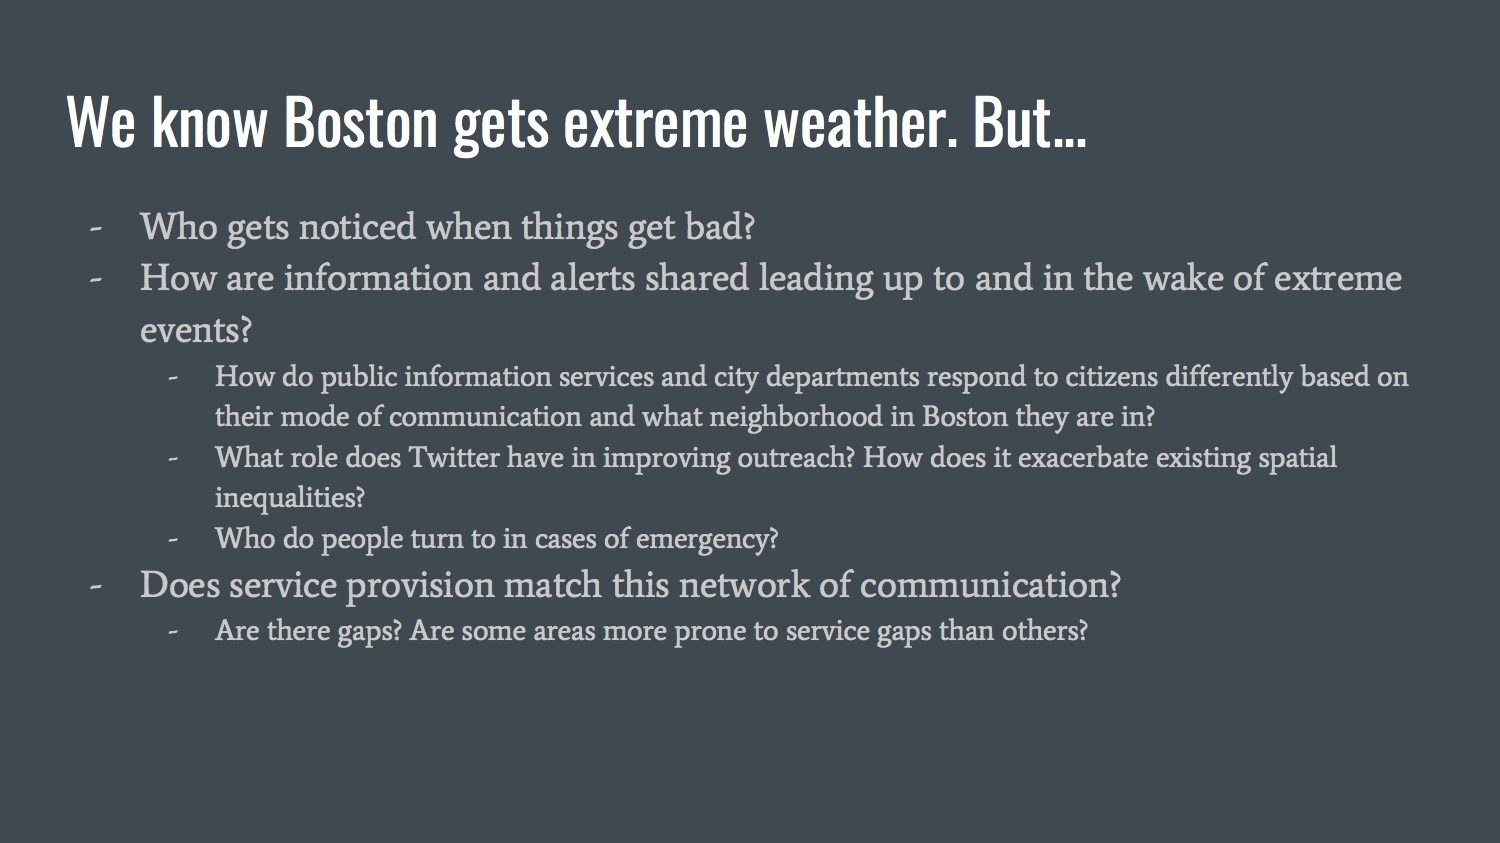 We know Boston gets extreme weather. But...
- Who gets noticed when things get bad?
- How are information and alerts shared leading up to and in the wake of extreme
events?
- How do public information services and city departments respond to citizens differently based on
their mode of communication and what neighborhood in Boston they are in?
- What role does Twitter have in improving outreach? How does it exacerbate existing spatial
inequalities?
- Who do people turn to in cases of emergency?
- Does service provision match this network of communication?
- Are there gaps? Are some areas more prone to service gaps than others?